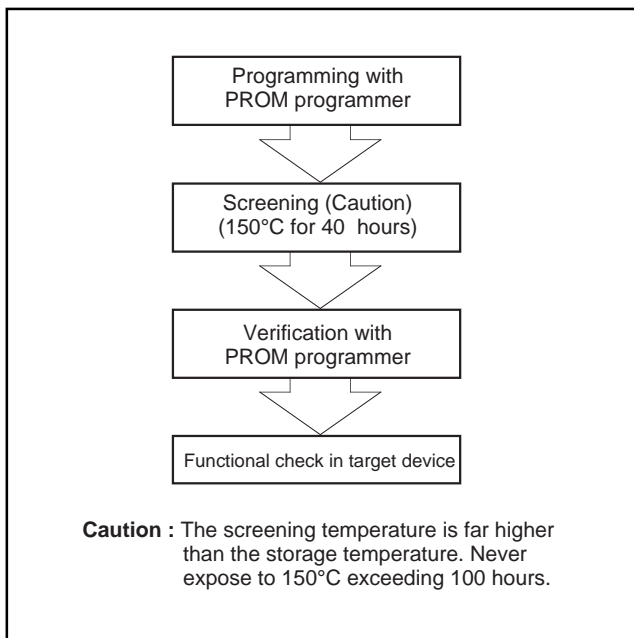 Programming with
PROM programmer
Screening (Caution)
(150°C for 40 hours)
Verification with
PROM programmer
Functional check in target device
Caution : The screening temperature is far higher
than the storage temperature. Never
expose to 150°C exceeding 100 hours.